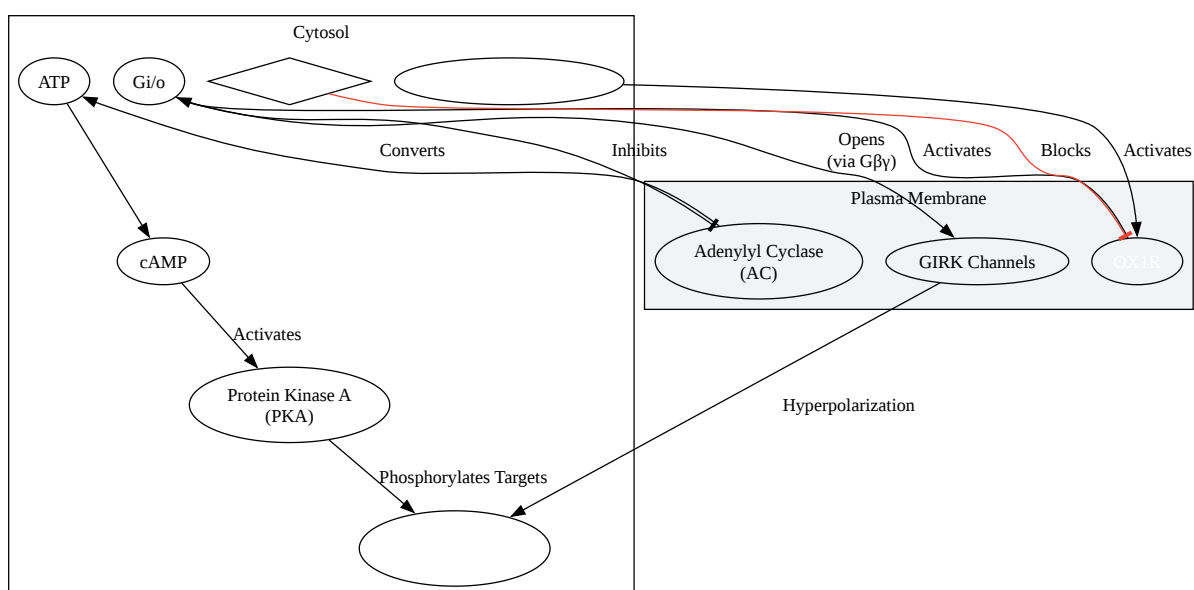 Cytosol
ATP
Gi/o
Converts
Inhibits
Opens
(via Gβγ)
Activates
Blocks
Activates
Plasma Membrane
Adenylyl Cyclase
(AC)
GIRK Channels
OX1R
cAMP
Activates
Protein Kinase A
(PKA)
Hyperpolarization
Phosphorylates Targets